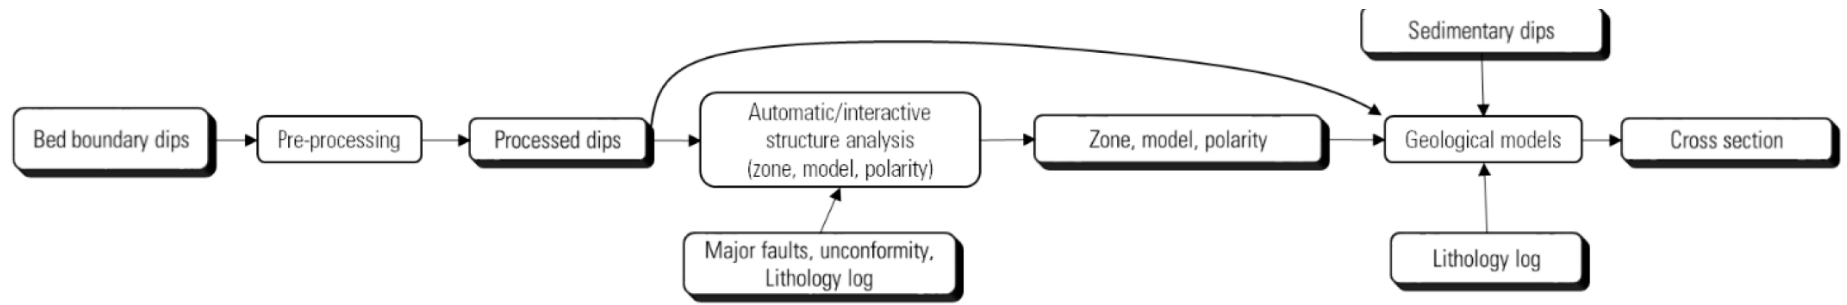 Sedimentary dips
Bed boundary dips
Pre-processing
Processed dips
Automatic/interactive
structure analysis
(zone, model, polarity)
Zone, model, polarity
Geological models
Cross section
Major faults, unconformity,
Lithology log
Lithology log